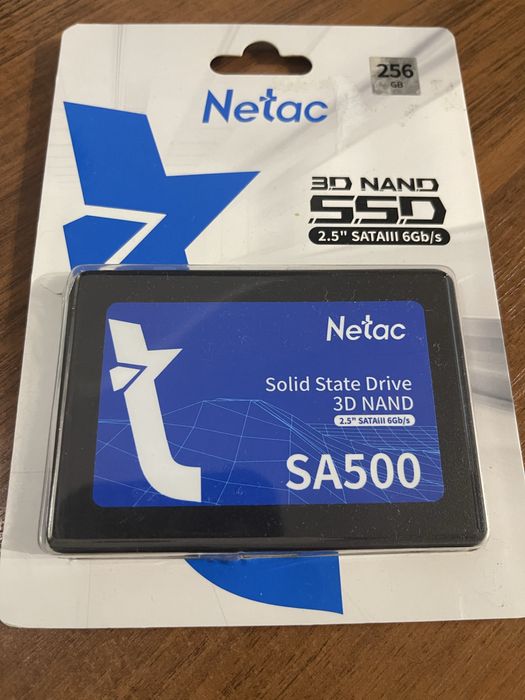 256
GB
Netac
3D NAND
SSD
2.5" SATAIII 6Gb/s
Netac
Solid State Drive
3D NAND
2.5" SATAiii 6Gb/s
SA500